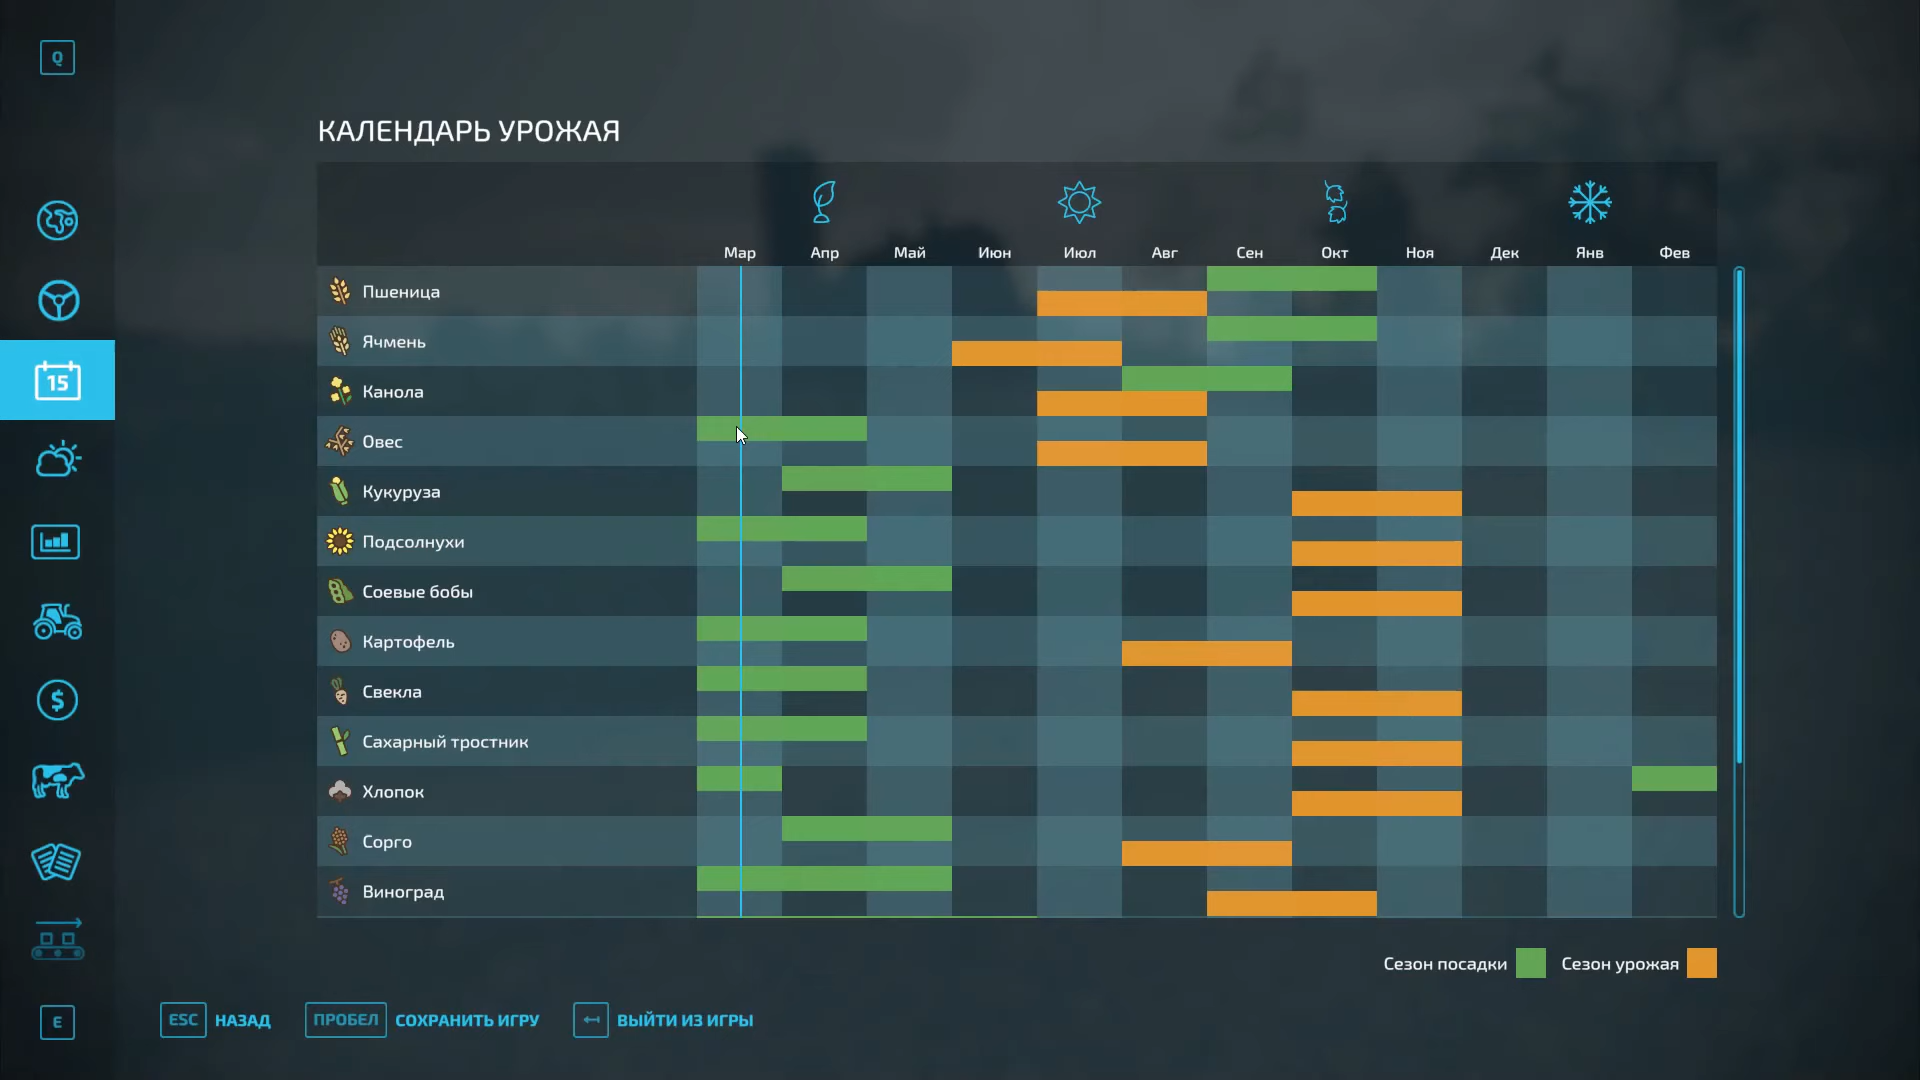 Q
КАЛЕНДАРЬ УРОЖАЯ
Мар Апр Май Июн Июл Авг Сен Окт Ноя Дек Янв Фев
Пшеница
Ячмень
15
Канола
Овес
Кукуруза
Подсолнухи
Соевые бобы
Картофель
Свекла
$
Сахарный тростник
Хлопок
Сорго
Виноград
Сезон посадки Сезон урожая
E
ESC НАЗАД ПРОБЕЛ СОХРАНИТЬ ИГРУ ВЫЙТИ ИЗ ИГРЫ